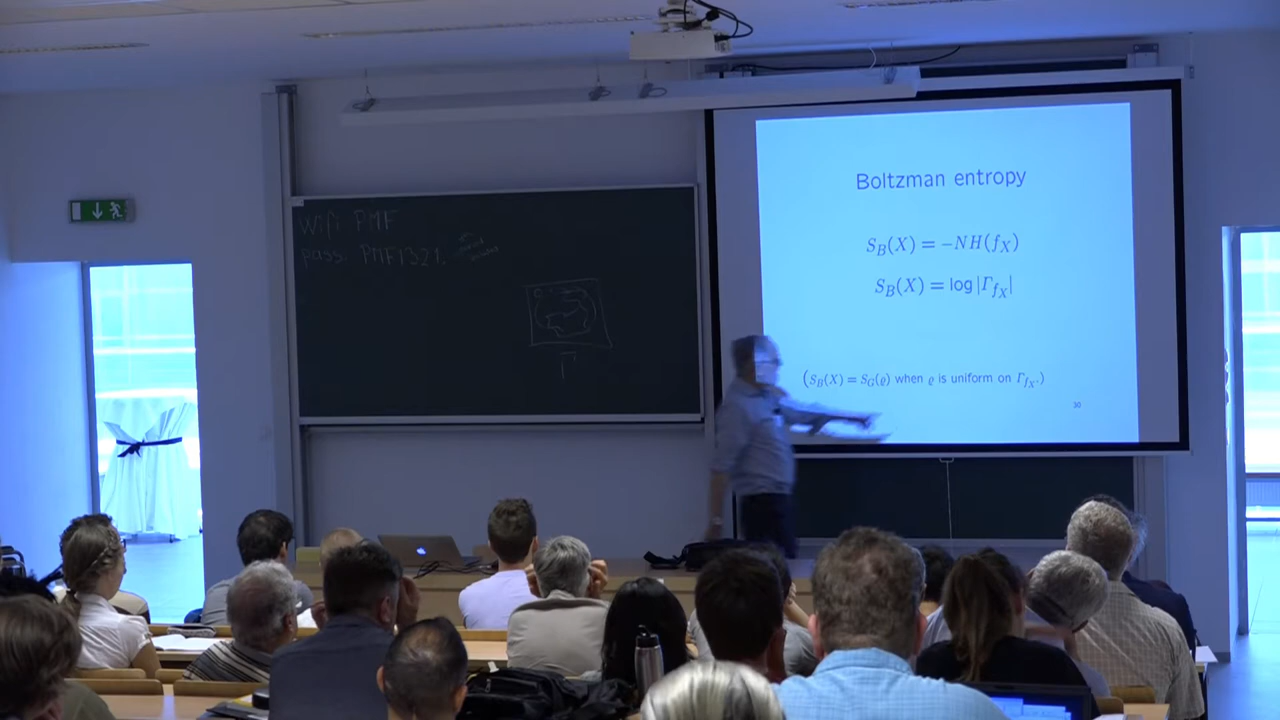 Wifi PMF
pass. PMF1321.
Γ
Boltzman entropy
S_B(X) = −NH(f_X)
S_B(X) = log|Γ_{f_X}|
(S_B(X) = S_G(ϱ) when ϱ is uniform on Γ_{f_X}.)
30